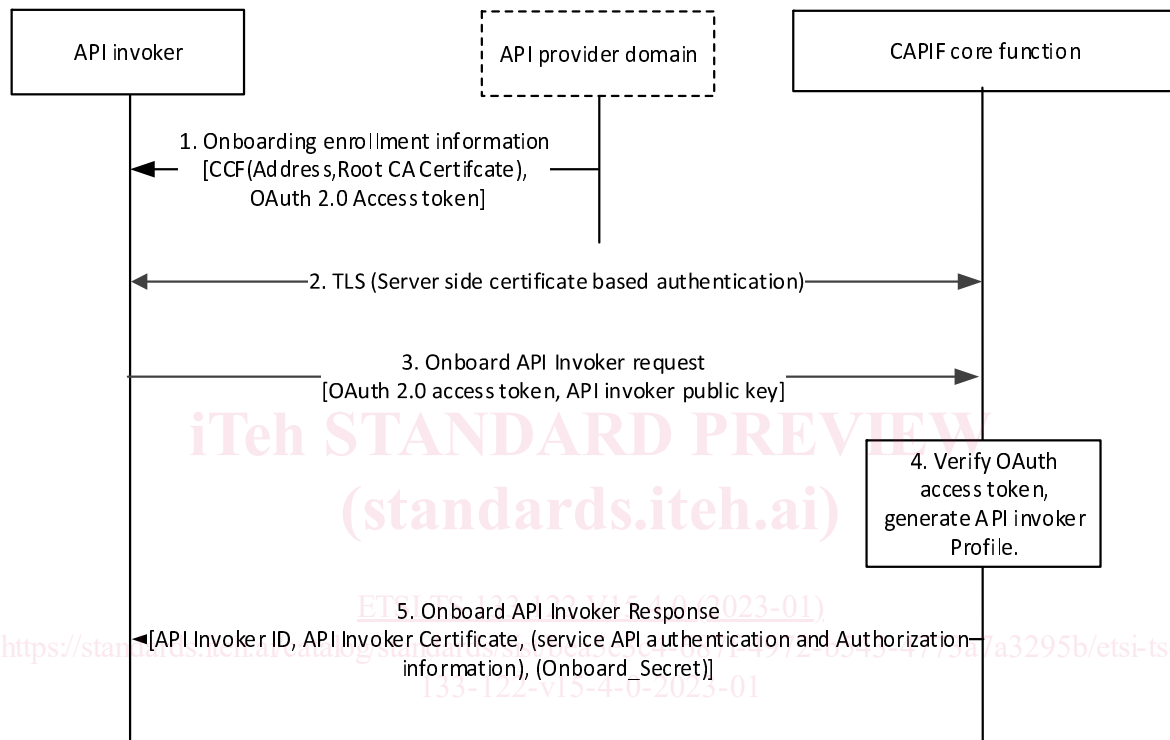 API invoker
API provider domain
CAPIF core function
1. Onboarding enrollment information
[CCF(Address,Root CA Certifcate),
OAuth 2.0 Access token]
2. TLS (Server side certificate based authentication)
3. Onboard API Invoker request
[OAuth 2.0 access token, API invoker public key]
iTeh STANDARD PREVIEW
(standards.iteh.ai)
4. Verify OAuth
access token,
generate API invoker
Profile.
ETSI TS 133 122 V15.4.0 (2023-01)
5. Onboard API Invoker Response
[API Invoker ID, API Invoker Certificate, (service API authentication and Authorization
information), (Onboard_Secret)]
133-122-v15-4-0-2023-01